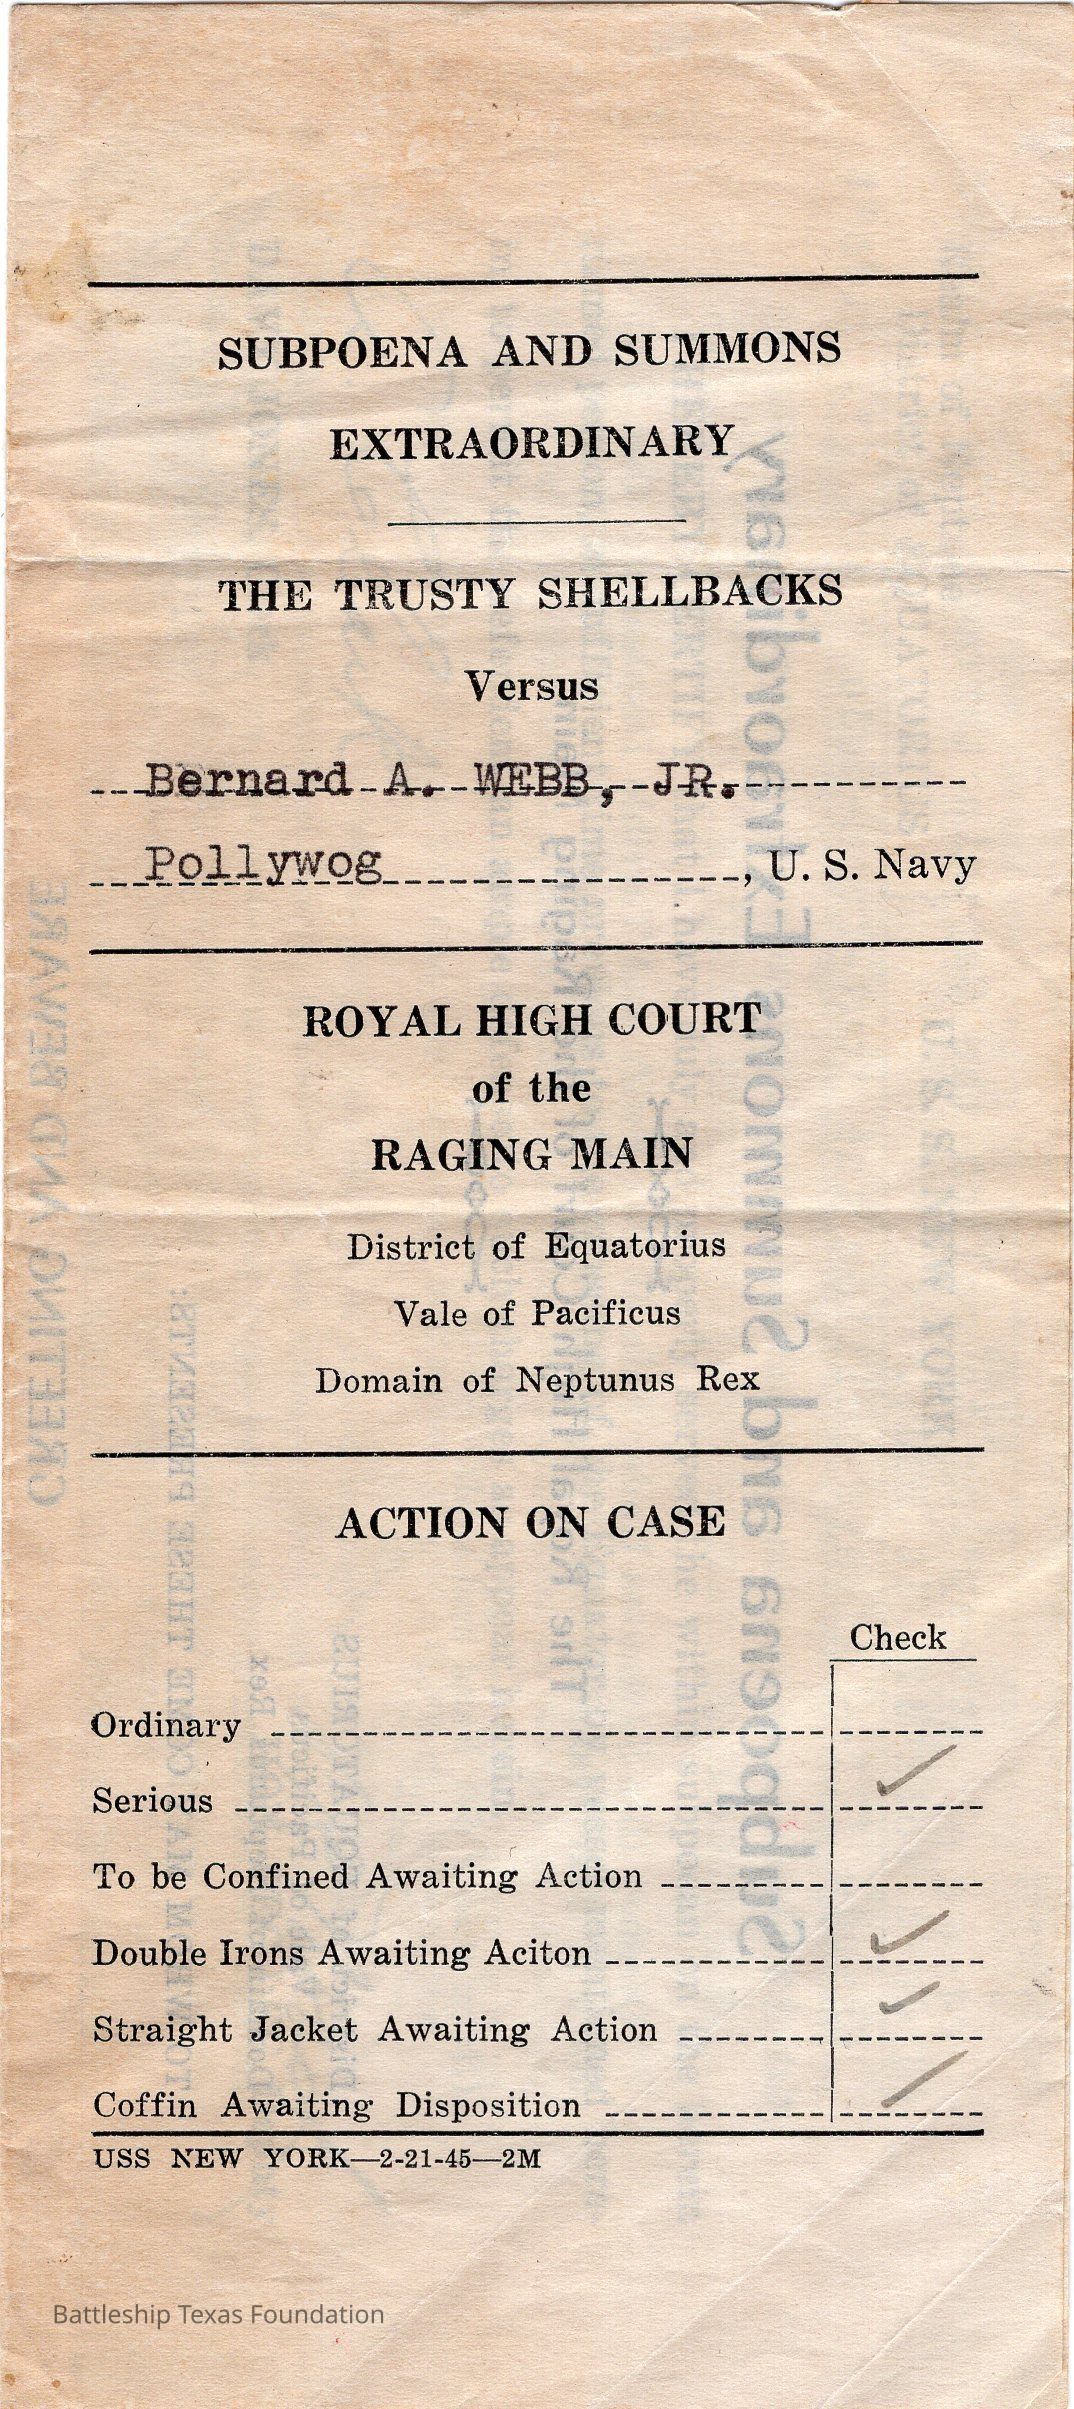 SUBPOENA AND SUMMONS
EXTRAORDINARY
THE TRUSTY SHELLBACKS
Versus
Bernard A. WEBB, JR.
Pollywog, U. S. Navy
ROYAL HIGH COURT
of the
RAGING MAIN
District of Equatorius
Vale of Pacificus
Domain of Neptunus Rex
ACTION ON CASE
Check
Ordinary
Serious ✓
To be Confined Awaiting Action
Double Irons Awaiting Aciton ✓
Straight Jacket Awaiting Action ✓
Coffin Awaiting Disposition ✓
USS NEW YORK—2-21-45—2M
Battleship Texas Foundation